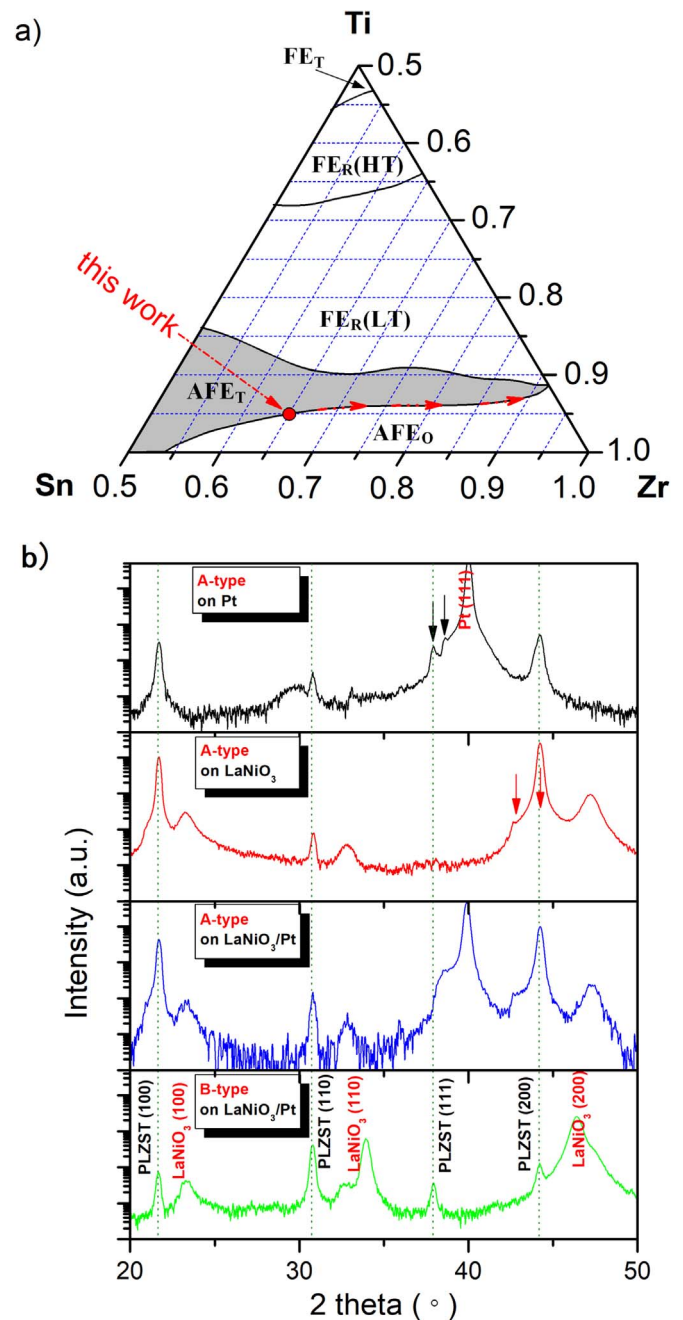 a)
Ti
FE_T
0.5
0.6
FE_R(HT)
0.7
this work
0.8
FE_R(LT)
0.9
AFE_T
AFE_O
1.0
Sn 0.5 0.6 0.7 0.8 0.9 1.0 Zr
b)
A-type
on Pt
Pt (111)
A-type
on LaNiO₃
A-type
on LaNiO₃/Pt
B-type
on LaNiO₃/Pt
PLZST (100)
LaNiO₃ (100)
PLZST (110)
LaNiO₃ (110)
PLZST (111)
PLZST (200)
LaNiO₃ (200)
Intensity (a.u.)
20 30 40 50
2 theta ( ° )